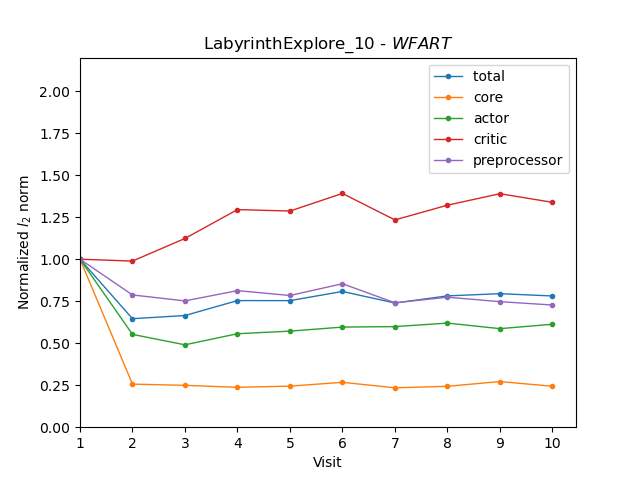 LabyrinthExplore_10 - WFART
Normalized l2 norm
2.00
1.75
1.50
1.25
1.00
0.75
0.50
0.25
0.00
total
core
actor
critic
preprocessor
1 2 3 4 5 6 7 8 9 10
Visit